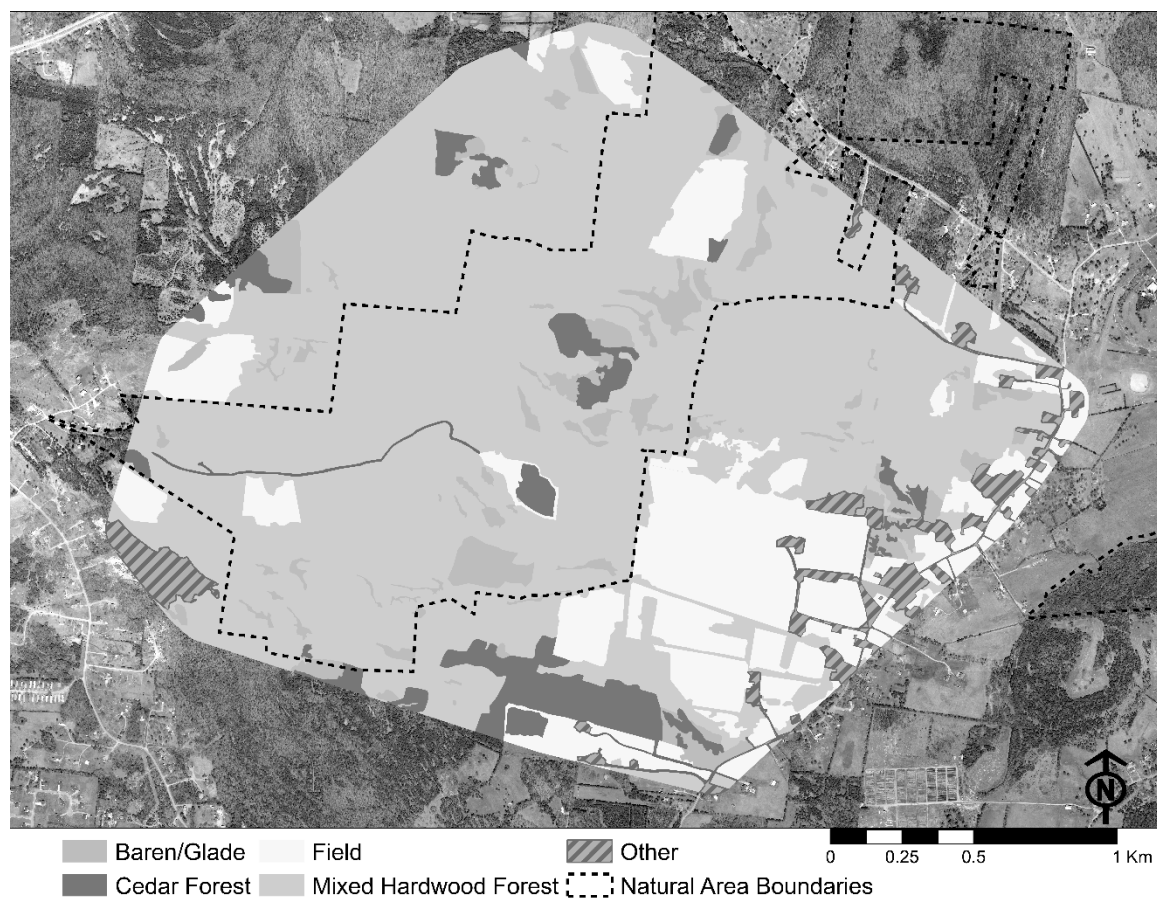 N
Baren/Glade Field Other
0 0.25 0.5 1 Km
Cedar Forest Mixed Hardwood Forest Natural Area Boundaries